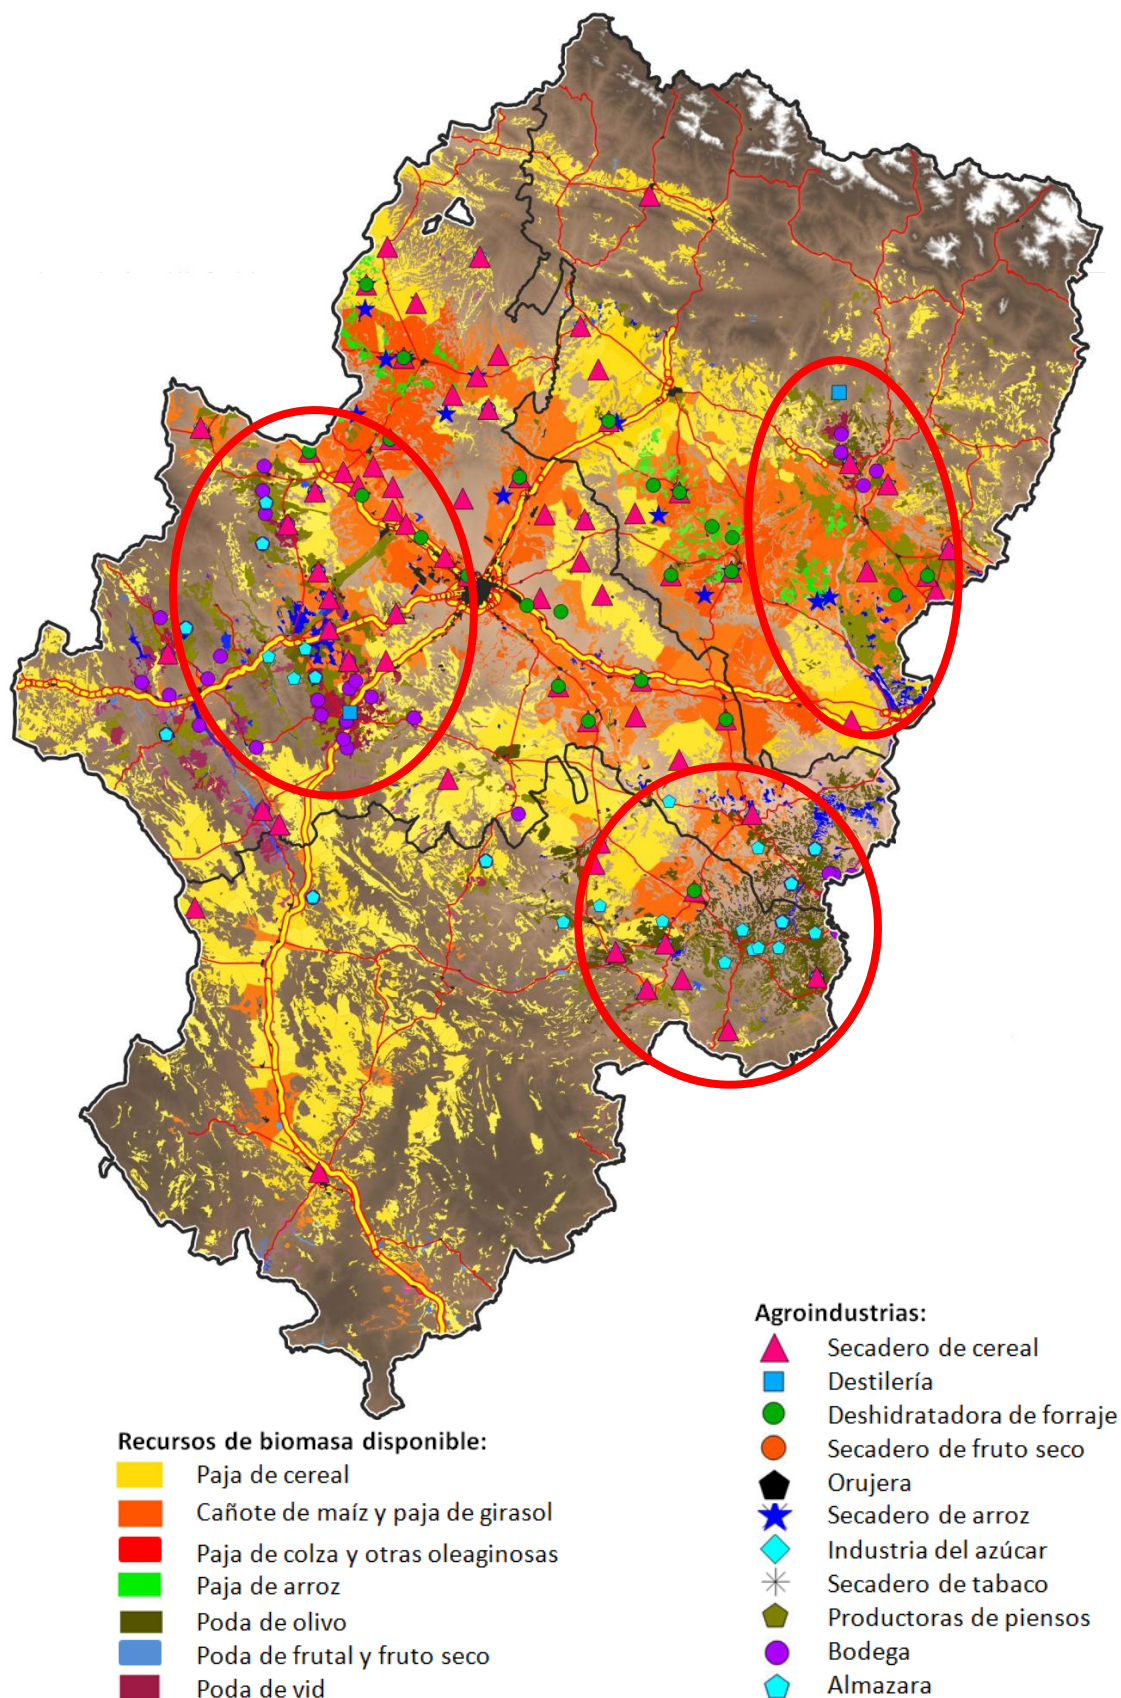 Recursos de biomasa disponible:
Paja de cereal
Cañote de maíz y paja de girasol
Paja de colza y otras oleaginosas
Paja de arroz
Poda de olivo
Poda de frutal y fruto seco
Poda de vid
Agroindustrias:
Secadero de cereal
Destilería
Deshidratadora de forraje
Secadero de fruto seco
Orujera
Secadero de arroz
Industria del azúcar
Secadero de tabaco
Productoras de piensos
Bodega
Almazara